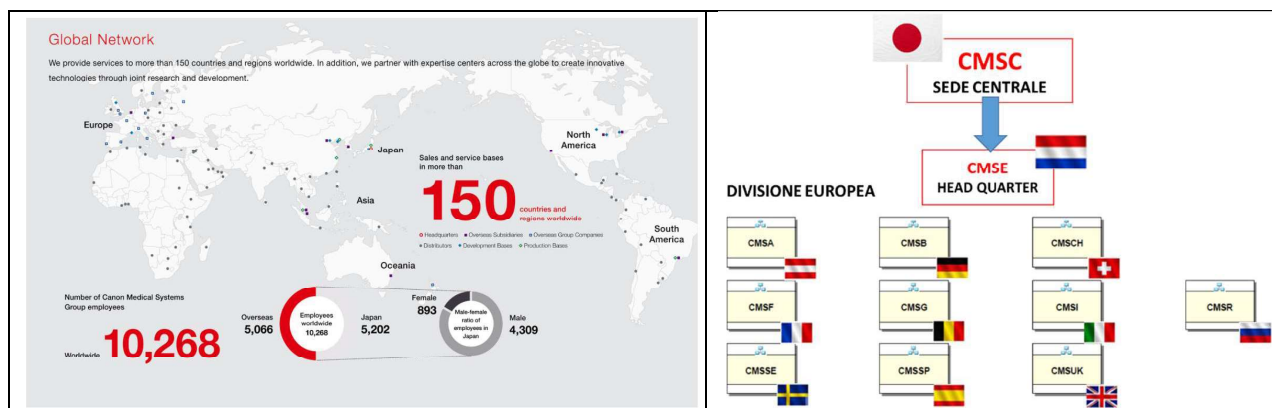 Global Network
We provide services to more than 150 countries and regions worldwide. In addition, we partner with expertise centers across the globe to create innovative
technologies through joint research and development.
Europe
Japan
North
America
Asia
South
America
Oceania
Sales and service bases
in more than
150
countries and
regions worldwide
Headquarters Overseas Subsidiaries Overseas Group Companies
Distributors Development Bases Production Bases
Number of Canon Medical Systems
Group employees
Worldwide 10,268
Overseas
5,066
Employees
worldwide
10,268
Japan
5,202
Female
893
Male-female
ratio of
employees in
Japan
Male
4,309
CMSC
SEDE CENTRALE
CMSE
HEAD QUARTER
DIVISIONE EUROPEA
CMSA
CMSB
CMSCH
CMSF
CMSG
CMSI
CMSR
CMSSE
CMSSP
CMSUK